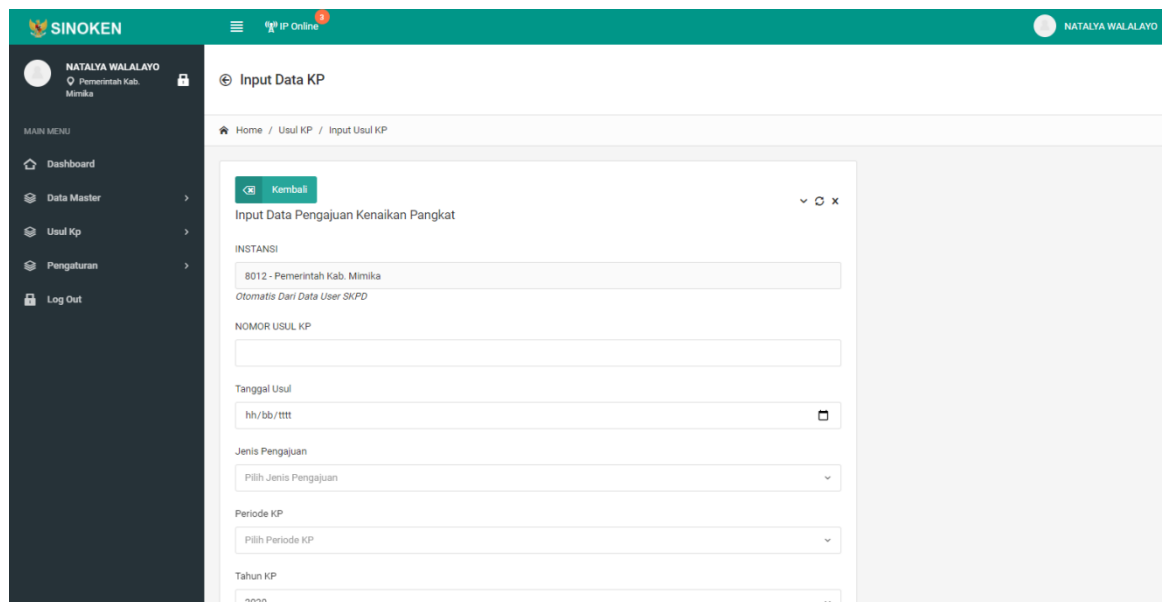 SINOKEN
IP Online
3
NATALYA WALALAYO
NATALYA WALALAYO
Pemerintah Kab.
Mimika
MAIN MENU
Dashboard
Data Master
Usul Kp
Pengaturan
Log Out
Input Data KP
Home / Usul KP / Input Usul KP
Kembali
Input Data Pengajuan Kenaikan Pangkat
INSTANSI
8012 - Pemerintah Kab. Mimika
Otomatis Dari Data User SKPD
NOMOR USUL KP
Tanggal Usul
hh/bb/tttt
Jenis Pengajuan
Pilih Jenis Pengajuan
Periode KP
Pilih Periode KP
Tahun KP